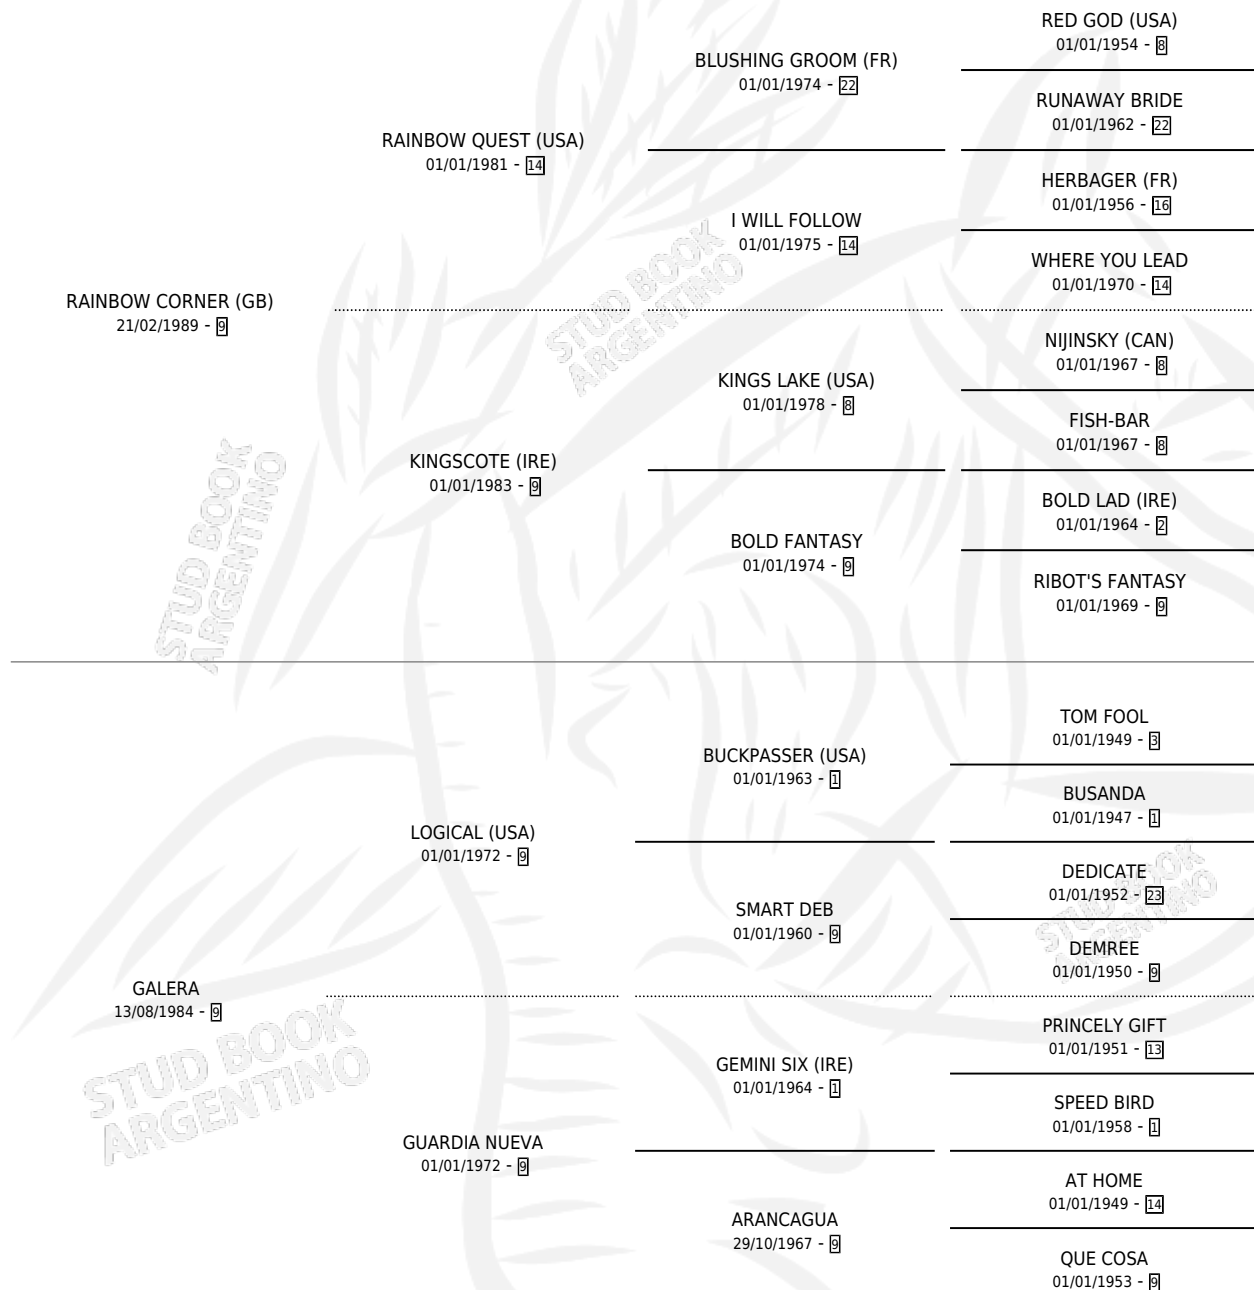 RED GOD (USA)
01/01/1954 - 8
BLUSHING GROOM (FR)
01/01/1974 - 22
RUNAWAY BRIDE
01/01/1962 - 22
RAINBOW QUEST (USA)
01/01/1981 - 14
HERBAGER (FR)
01/01/1956 - 16
I WILL FOLLOW
01/01/1975 - 14
WHERE YOU LEAD
01/01/1970 - 14
RAINBOW CORNER (GB)
21/02/1989 - 9
STUD BOOK
ARGENTINO
NIJINSKY (CAN)
01/01/1967 - 8
KINGS LAKE (USA)
01/01/1978 - 8
FISH-BAR
01/01/1967 - 8
KINGSCOTE (IRE)
01/01/1983 - 9
BOLD LAD (IRE)
01/01/1964 - 2
BOLD FANTASY
01/01/1974 - 9
RIBOT'S FANTASY
01/01/1969 - 9
STUD BOOK
ARGENTINO
TOM FOOL
01/01/1949 - 3
BUCKPASSER (USA)
01/01/1963 - 1
BUSANDA
01/01/1947 - 1
LOGICAL (USA)
01/01/1972 - 9
DEDICATE
01/01/1952 - 23
SMART DEB
01/01/1960 - 9
DEMREE
01/01/1950 - 9
STUD BOOK
ARGENTINO
GALERA
13/08/1984 - 9
PRINCELY GIFT
01/01/1951 - 13
GEMINI SIX (IRE)
01/01/1964 - 1
SPEED BIRD
01/01/1958 - 1
STUD BOOK
ARGENTINO
GUARDIA NUEVA
01/01/1972 - 9
AT HOME
01/01/1949 - 14
ARANCAGUA
29/10/1967 - 9
QUE COSA
01/01/1953 - 9